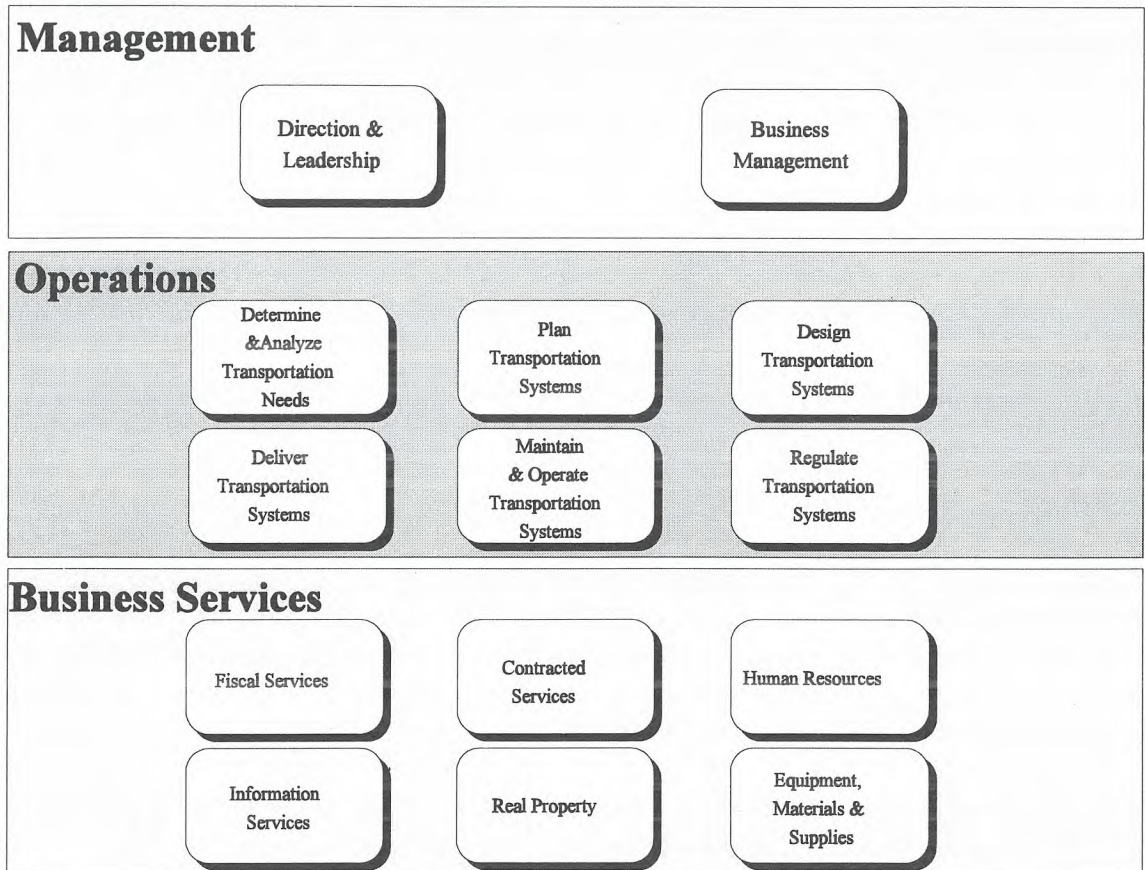 Management
Direction &
Leadership
Business
Management
Operations
Determine
&Analyze
Transportation
Needs
Plan
Transportation
Systems
Design
Transportation
Systems
Deliver
Transportation
Systems
Maintain
& Operate
Transportation
Systems
Regulate
Transportation
Systems
Business Services
Fiscal Services
Contracted
Services
Human Resources
Information
Services
Real Property
Equipment,
Materials &
Supplies